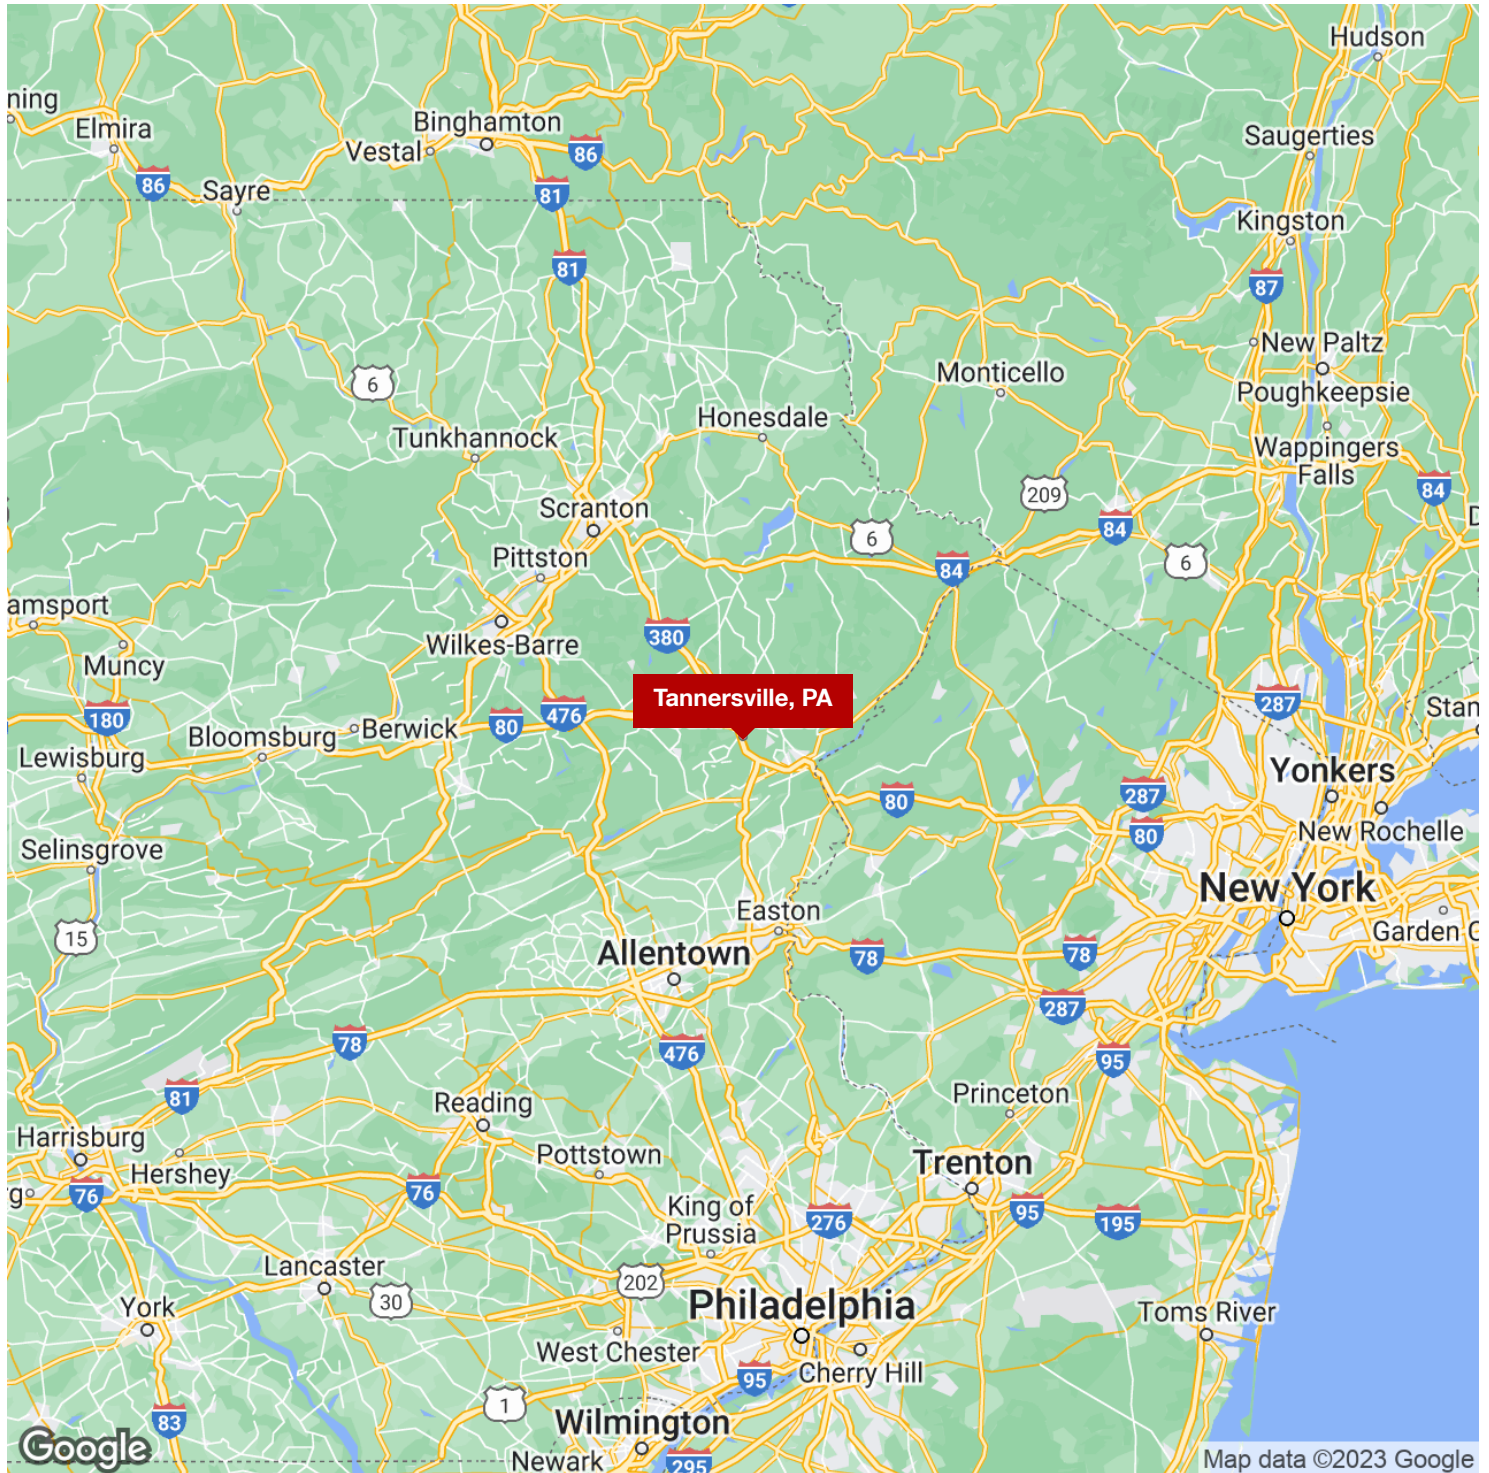 Hudson
ning
Elmira
Binghamton
Vestal
86
Saugerties
86
Sayre
81
Kingston
81
87
New Paltz
6
Monticello
Poughkeepsie
Honesdale
Tunkhannock
Wappingers
Falls
209
84
Scranton
84
6
D
Pittston
84
6
amsport
Wilkes-Barre
380
Muncy
Tannersville, PA
287
Stan
180
80
476
Bloomsburg
Berwick
Lewisburg
Yonkers
80
287
80
New Rochelle
Selinsgrove
New York
Easton
15
Garden C
Allentown
78
78
287
78
476
95
81
Princeton
Reading
Harrisburg
Hershey
Pottstown
Trenton
g
76
76
King of
Prussia
276
95
195
Lancaster
202
30
Philadelphia
York
Toms River
West Chester
Cherry Hill
95
1
83
Wilmington
Google
Newark
295
Map data ©2023 Google